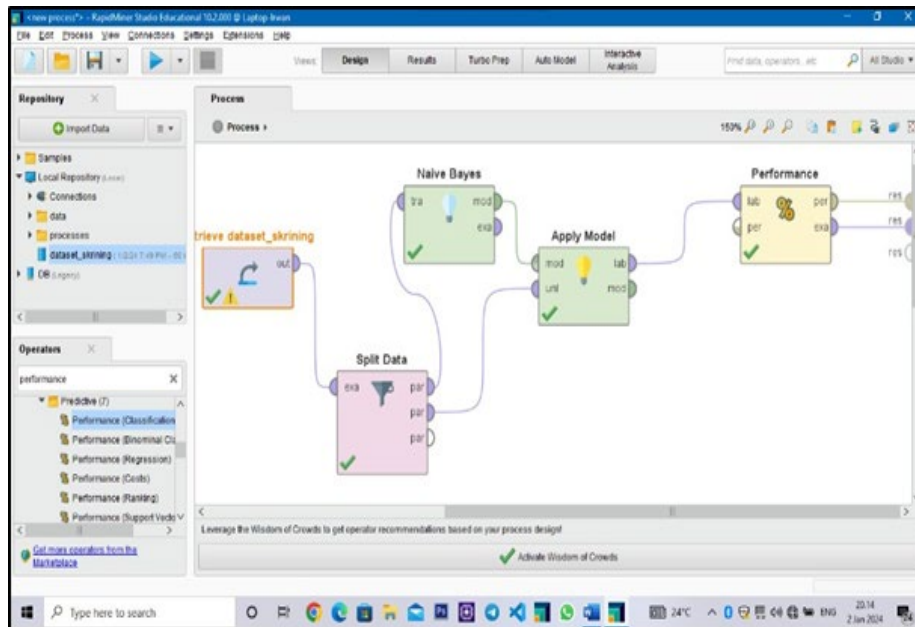 <new process*> - RapidMiner Studio Educational 10.2.000 @ Laptop-Irwan
File Edit Process View Connections Settings Extensions Help
Views: Design Results Turbo Prep Auto Model Interactive Analysis Find data, operators...etc All Studio
Repository
Import Data
Samples
Local Repository (Local)
Connections
data
processes
dataset_skrining
DB (Legacy)
Operators
performance
Predictive (7)
Performance (Classification
Performance (Binominal Cla
Performance (Regression)
Performance (Costs)
Performance (Ranking)
Performance (Support Vecto
Get more operators from the
Marketplace
Process
Process
150%
trieve dataset_skrining
out
Naive Bayes
tra mod
exa
Split Data
exa par
par
par
Apply Model
mod lab
unl mod
Performance
lab per
per exa
res
res
res
Leverage the Wisdom of Crowds to get operator recommendations based on your process design!
Activate Wisdom of Crowds
Type here to search
24°C
ENG
20.14
2 Jan 2024